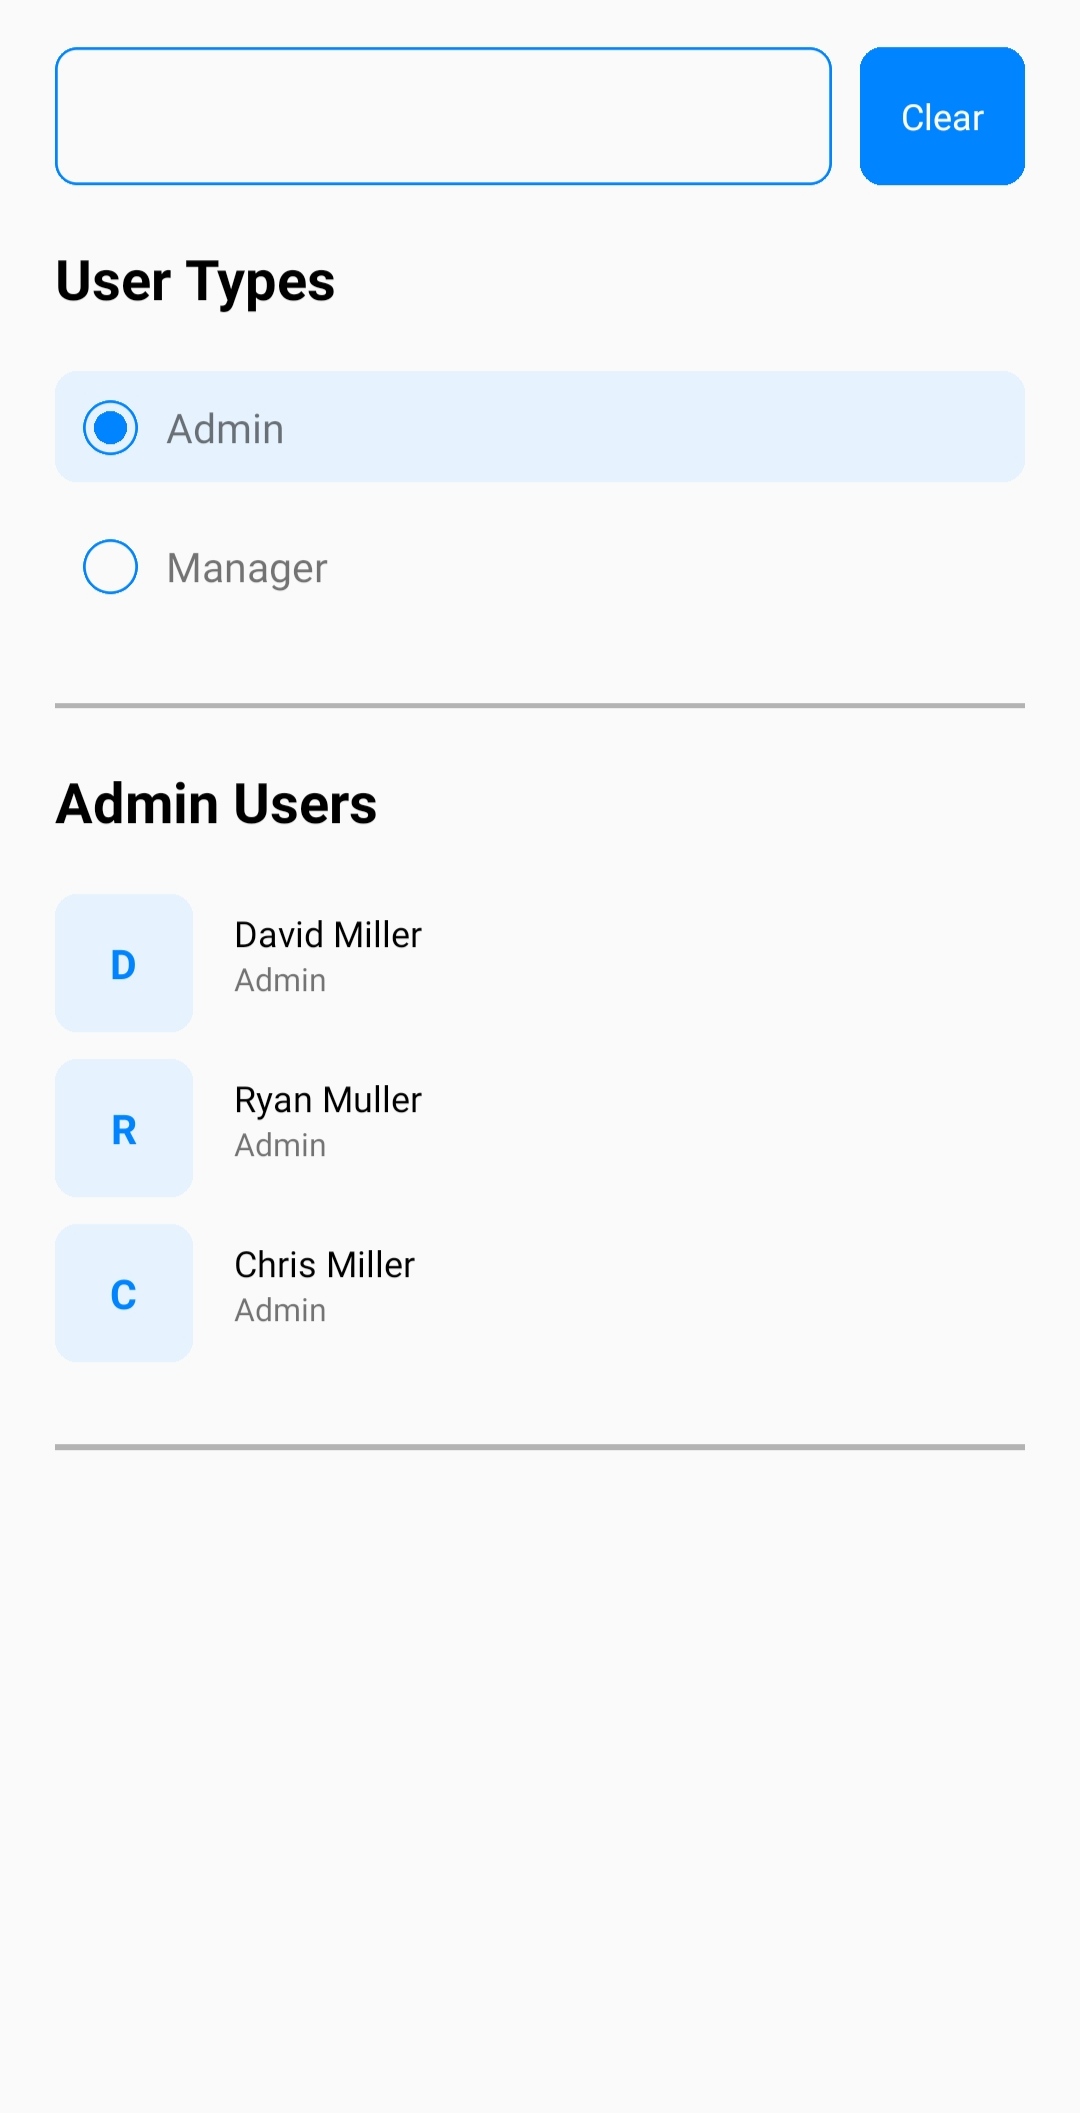 Clear
User Types
Admin
Manager
Admin Users
D
David Miller
Admin
R
Ryan Muller
Admin
C
Chris Miller
Admin